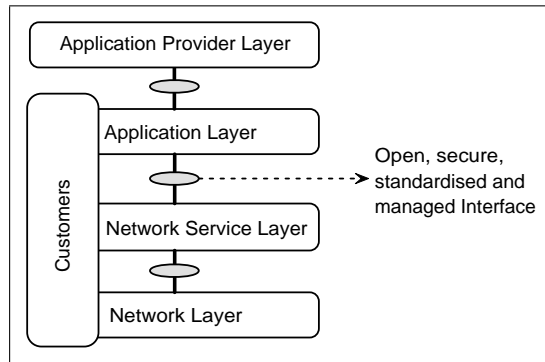 Application Provider Layer
Application Layer
Open, secure,
standardised and
managed Interface
Customers
Network Service Layer
Network Layer